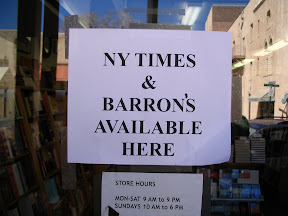 NY TIMES
&
BARRON'S
AVAILABLE
HERE
STORE HOURS
MON-SAT 9 AM to 9 PM
SUNDAYS 10 AM to 6 PM